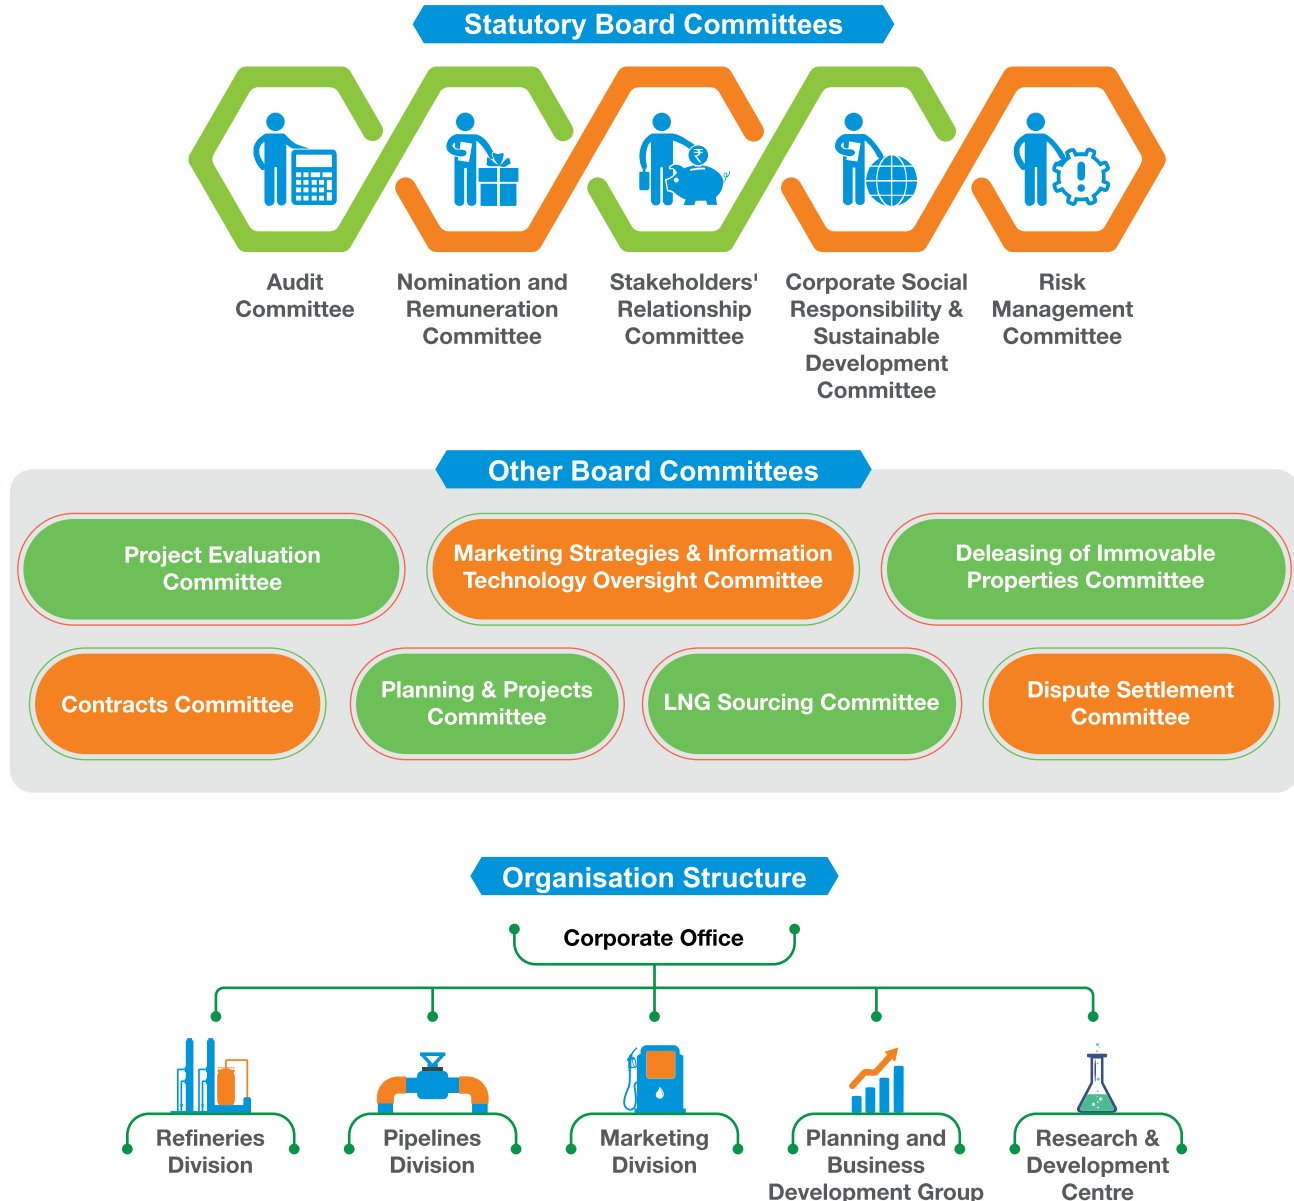 Statutory Board Committees
₹
Audit
Committee
Nomination and
Remuneration
Committee
Stakeholders'
Relationship
Committee
Corporate Social
Responsibility &
Sustainable
Development
Committee
Risk
Management
Committee
Other Board Committees
Project Evaluation
Committee
Marketing Strategies & Information
Technology Oversight Committee
Deleasing of Immovable
Properties Committee
Contracts Committee
Planning & Projects
Committee
LNG Sourcing Committee
Dispute Settlement
Committee
Organisation Structure
Corporate Office
Refineries
Division
Pipelines
Division
Marketing
Division
Planning and
Business
Development Group
Research &
Development
Centre